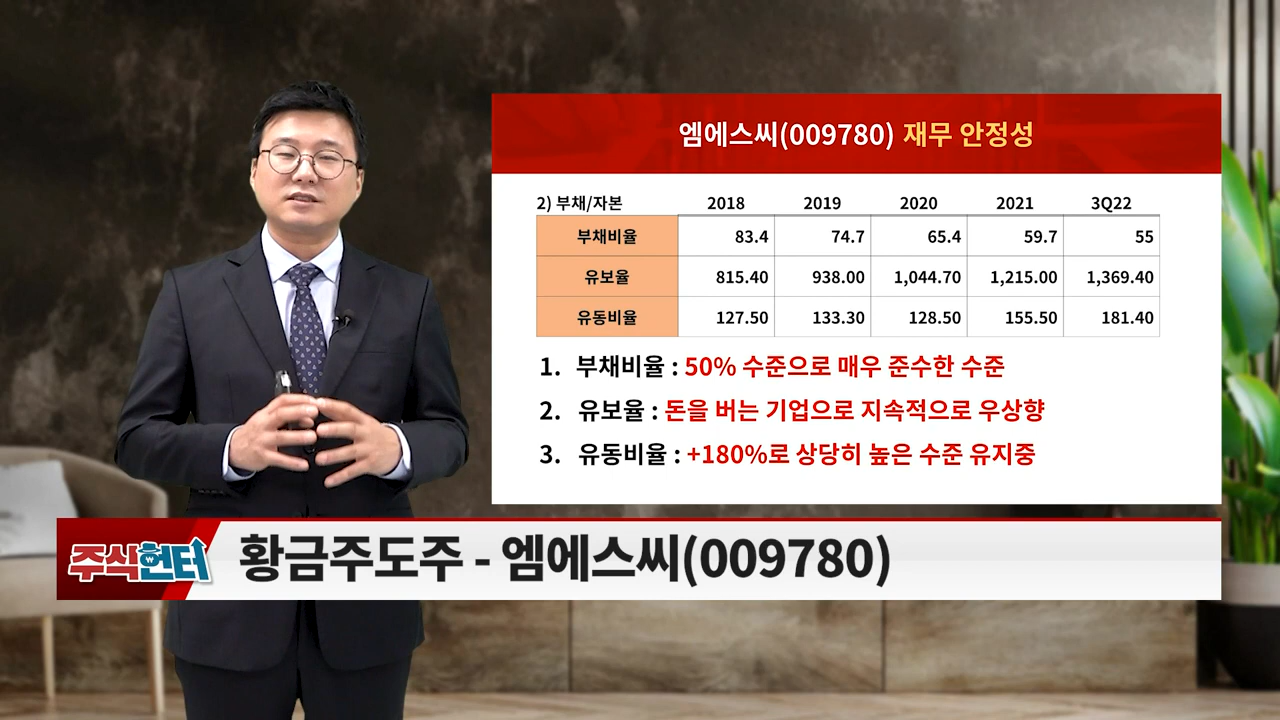 엠에스씨(009780) 재무 안정성
2) 부채/자본 2018 2019 2020 2021 3Q22
부채비율 83.4 74.7 65.4 59.7 55
유보율 815.40 938.00 1,044.70 1,215.00 1,369.40
유동비율 127.50 133.30 128.50 155.50 181.40
1. 부채비율 : 50% 수준으로 매우 준수한 수준
2. 유보율 : 돈을 버는 기업으로 지속적으로 우상향
3. 유동비율 : +180%로 상당히 높은 수준 유지중
주식헌터 황금주도주 - 엠에스씨(009780)